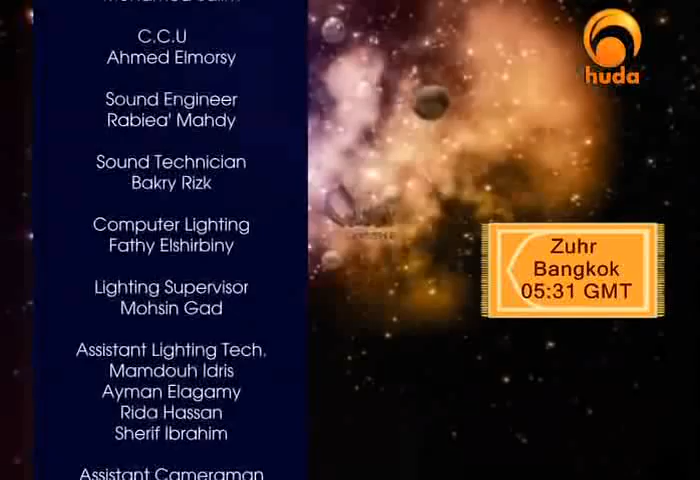 C.C.U
Ahmed Elmorsy
Sound Engineer
Rabiea' Mahdy
Sound Technician
Bakry Rizk
Computer Lighting
Fathy Elshirbiny
Lighting Supervisor
Mohsin Gad
Assistant Lighting Tech.
Mamdouh Idris
Ayman Elagamy
Rida Hassan
Sherif Ibrahim
Assistant Cameraman
huda
Zuhr
Bangkok
05:31 GMT